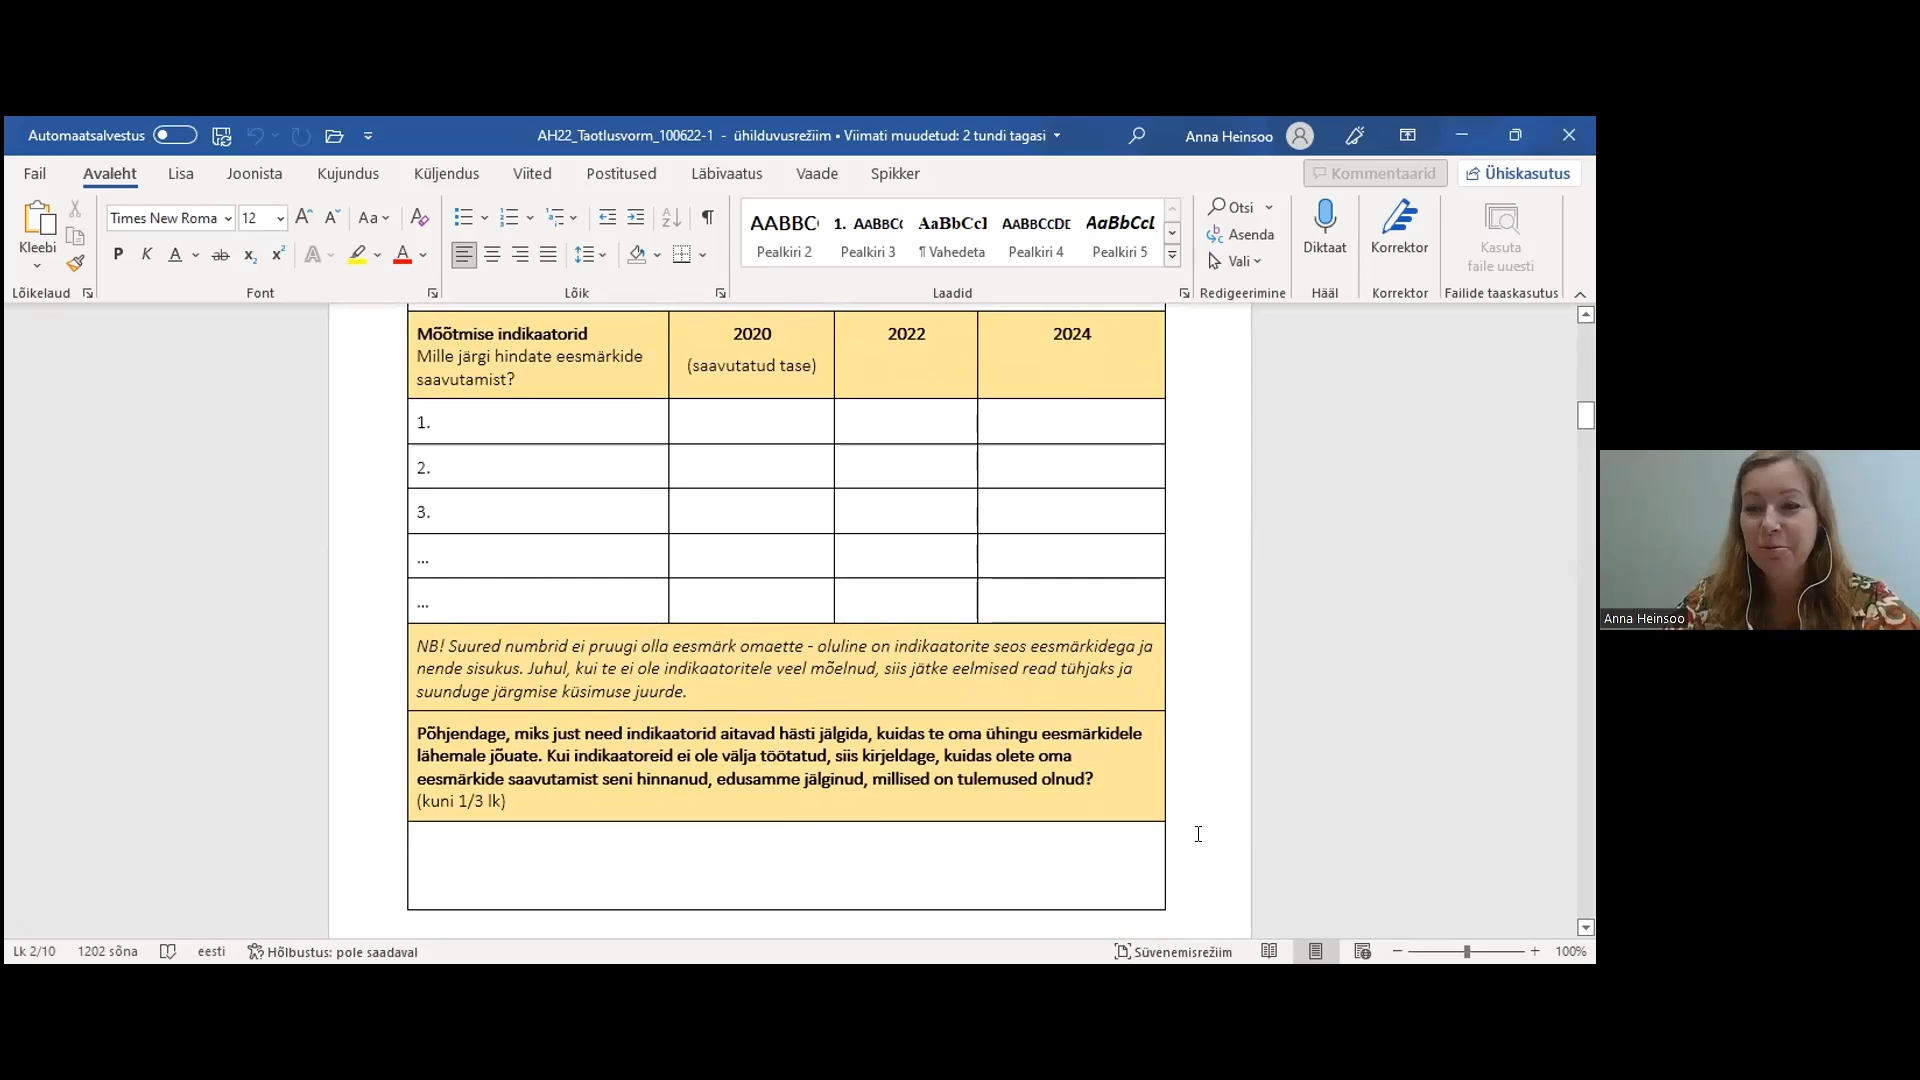 Automaatsalvestus
AH22_Taotlusvorm_100622-1 - ühilduvusrežiim • Viimati muudetud: 2 tundi tagasi
Anna Heinsoo
Fail Avaleht Lisa Joonista Kujundus Küljendus Viited Postitused Läbivaatus Vaade Spikker
Kommentaarid
Ühiskasutus
Kleebi
Times New Roma 12
Aa
P K A ab x₂ x² A A
AABBC 1. AABBC AaBbCcI AABBCCDE AaBbCcL
Pealkiri 2 Pealkiri 3 ¶ Vahedeta Pealkiri 4 Pealkiri 5
Otsi
Asenda
Vali
Diktaat
Korrektor
Kasuta
faile uuesti
Lõikelaud Font Lõik Laadid Redigeerimine Hääl Korrektor Failide taaskasutus
Mõõtmise indikaatorid 2020 2022 2024
Mille järgi hindate eesmärkide (saavutatud tase)
saavutamist?
1.
2.
3.
...
...
NB! Suured numbrid ei pruugi olla eesmärk omaette - oluline on indikaatorite seos eesmärkidega ja
nende sisukus. Juhul, kui te ei ole indikaatoritele veel mõelnud, siis jätke eelmised read tühjaks ja
suunduge järgmise küsimuse juurde.
Põhjendage, miks just need indikaatorid aitavad hästi jälgida, kuidas te oma ühingu eesmärkidele
lähemale jõuate. Kui indikaatoreid ei ole välja töötatud, siis kirjeldage, kuidas olete oma
eesmärkide saavutamist seni hinnanud, edusamme jälginud, millised on tulemused olnud?
(kuni 1/3 lk)
Anna Heinsoo
Lk 2/10 1202 sõna eesti Hõlbustus: pole saadaval Süvenemisrežiim 100%